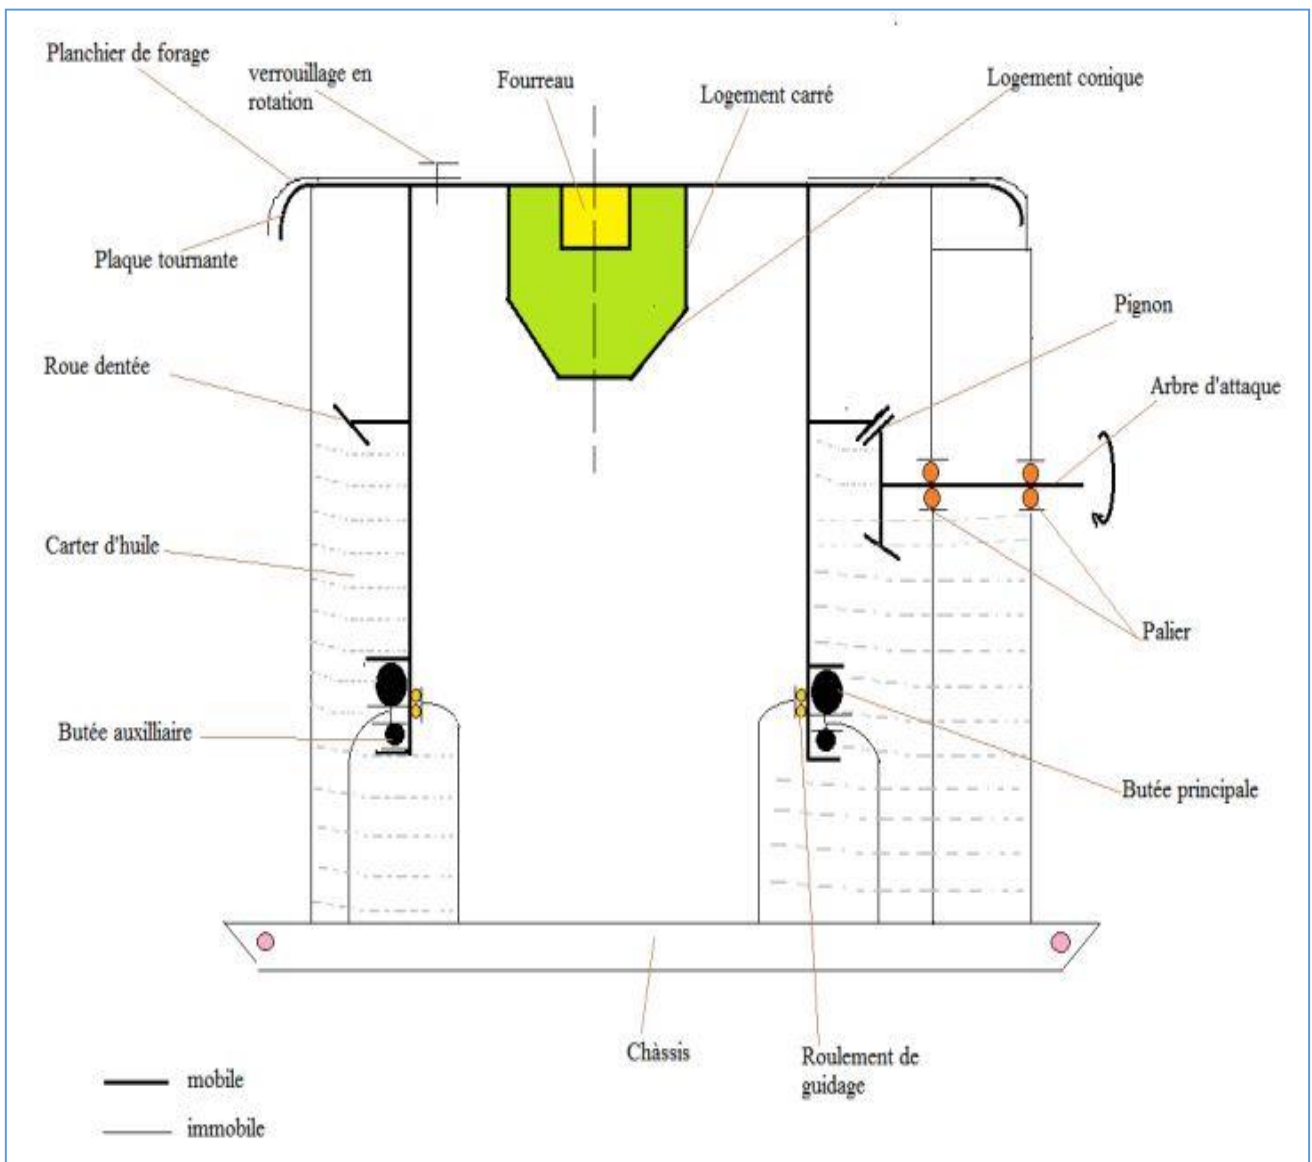 Planchier de forage
verrouillage en
rotation
Fourreau
Logement carré
Logement conique
Plaque tournante
Pignon
Roue dentée
Arbre d'attaque
Carter d'huile
Palier
Butée auxilliaire
Butée principale
Châssis
Roulement de
guidage
mobile
immobile